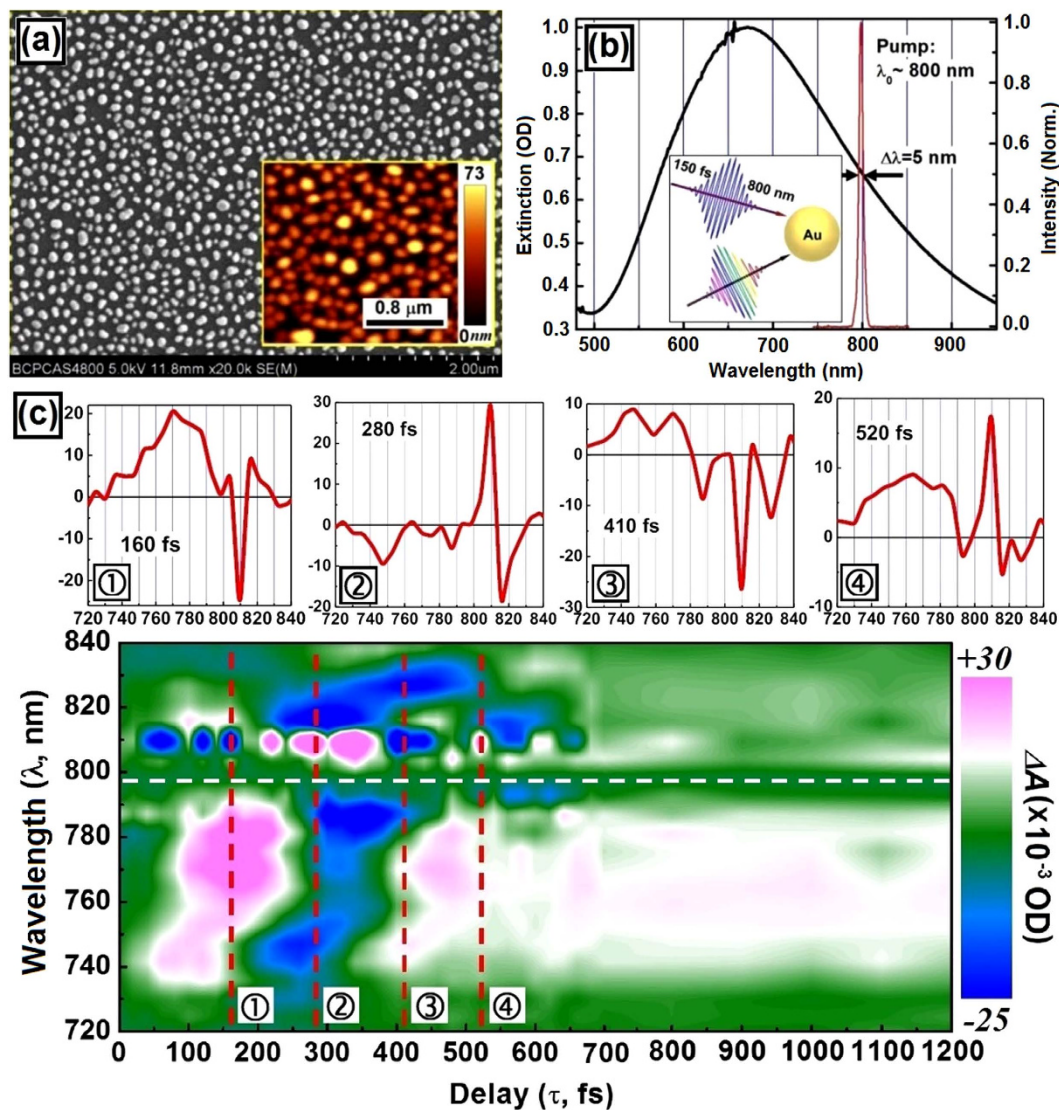 (a)
73
0nm
0.8 μm
BCPCAS4800 5.0kV 11.8mm x20.0k SE(M)
2.00um
(b)
Extinction (OD)
1.0
0.9
0.8
0.7
0.6
0.5
0.4
0.3
500 600 700 800 900
Wavelength (nm)
1.0
0.8
0.6
0.4
0.2
0.0
Intensity (Norm.)
Pump:
λ₀~ 800 nm
Δλ=5 nm
150 fs
800 nm
Au
(c)
20
10
0
-10
-20
160 fs
①
720 740 760 780 800 820 840
30
20
10
0
-10
-20
280 fs
②
720 740 760 780 800 820 840
10
0
-10
-20
-30
410 fs
③
720 740 760 780 800 820 840
20
10
0
-10
520 fs
④
720 740 760 780 800 820 840
Wavelength (λ, nm)
840
820
800
780
760
740
720
① ② ③ ④
0 100 200 300 400 500 600 700 800 900 1000 1100 1200
Delay (τ, fs)
+30
ΔA(×10⁻³ OD)
-25